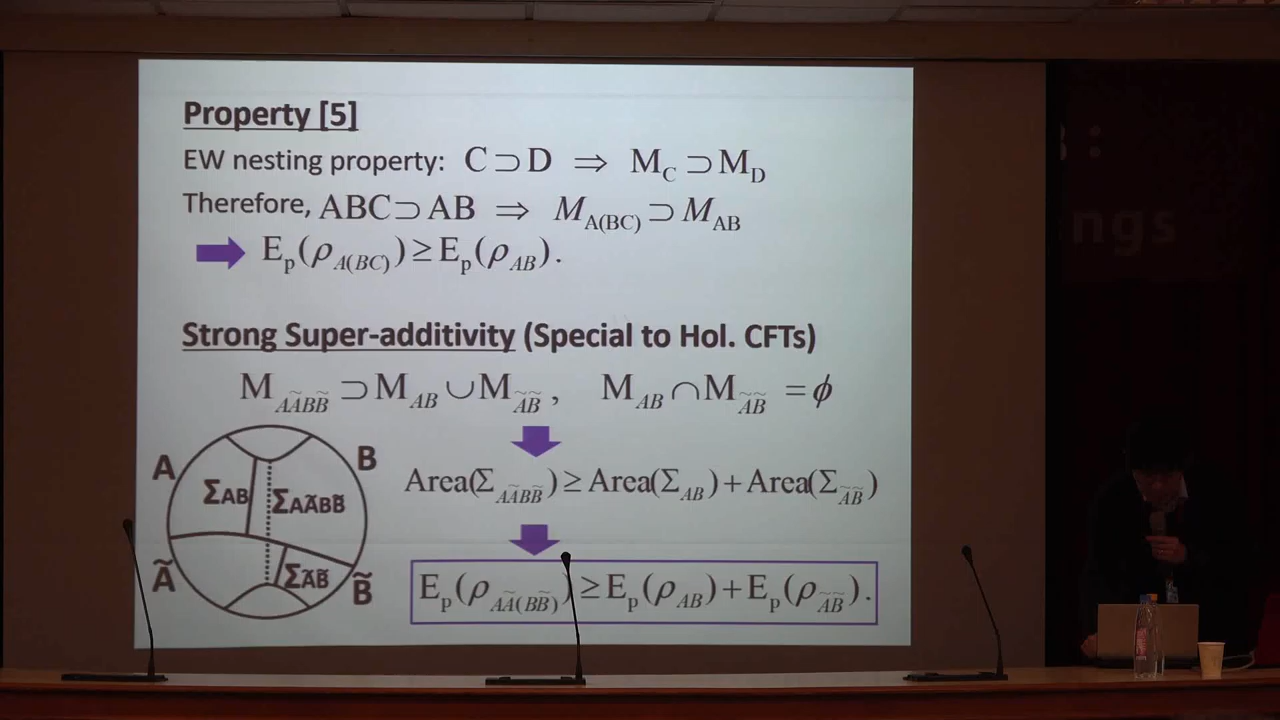 Property [5]
EW nesting property: C ⊃ D ⇒ M_C ⊃ M_D
Therefore, ABC ⊃ AB ⇒ M_A(BC) ⊃ M_AB
E_p(ρ_A(BC)) ≥ E_p(ρ_AB).
Strong Super-additivity (Special to Hol. CFTs)
M_AÃBB̃ ⊃ M_AB ∪ M_ÃB̃ , M_AB ∩ M_ÃB̃ = ϕ
Area(Σ_AÃBB̃) ≥ Area(Σ_AB) + Area(Σ_ÃB̃)
E_p(ρ_AÃ(BB̃)) ≥ E_p(ρ_AB) + E_p(ρ_ÃB̃).
A
B
Σ_AB
Σ_AÃBB̃
Ã
Σ_ÃB̃
B̃
ngs